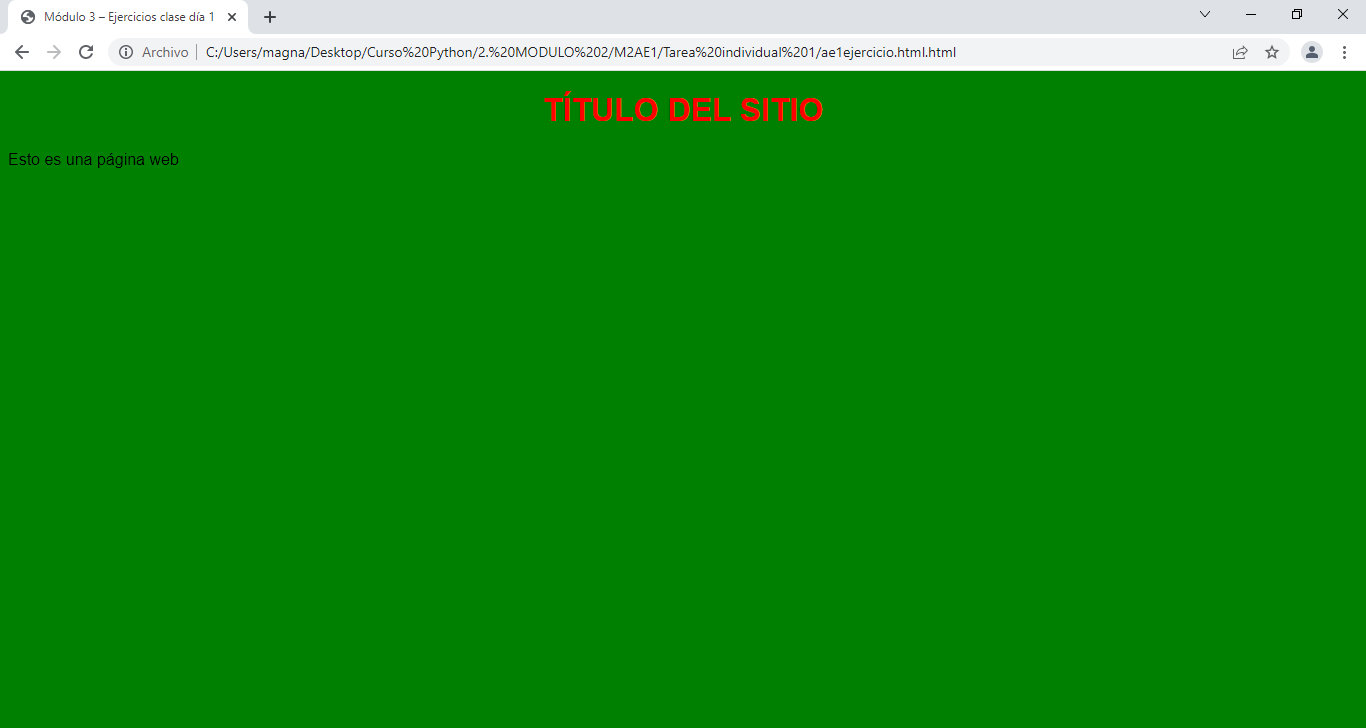 Módulo 3 – Ejercicios clase día 1
Archivo C:/Users/magna/Desktop/Curso%20Python/2.%20MODULO%202/M2AE1/Tarea%20individual%201/ae1ejercicio.html.html
TÍTULO DEL SITIO
Esto es una página web